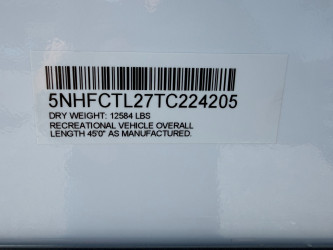 5NHFCTL27TC224205
DRY WEIGHT: 12584 LBS
RECREATIONAL VEHICLE OVERALL
LENGTH 45'0" AS MANUFACTURED.